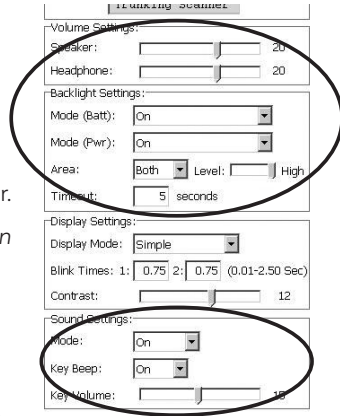 Trunking Scanner
Volume Settings:
Speaker: 20
Headphone: 20
Backlight Settings:
Mode (Batt): On
Mode (Pwr): On
Area: Both Level: High
r.
Timeout: 5 seconds
n
Display Settings:
Display Mode: Simple
Blink Times: 1: 0.75 2: 0.75 (0.01-2.50 Sec)
Contrast: 12
Sound Settings:
Mode: On
Key Beep: On
Key Volume: